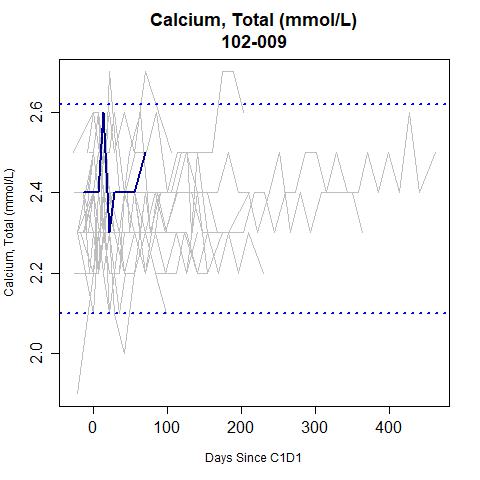 Calcium, Total (mmol/L)
102-009
Calcium, Total (mmol/L)
2.6
2.4
2.2
2.0
0 100 200 300 400
Days Since C1D1